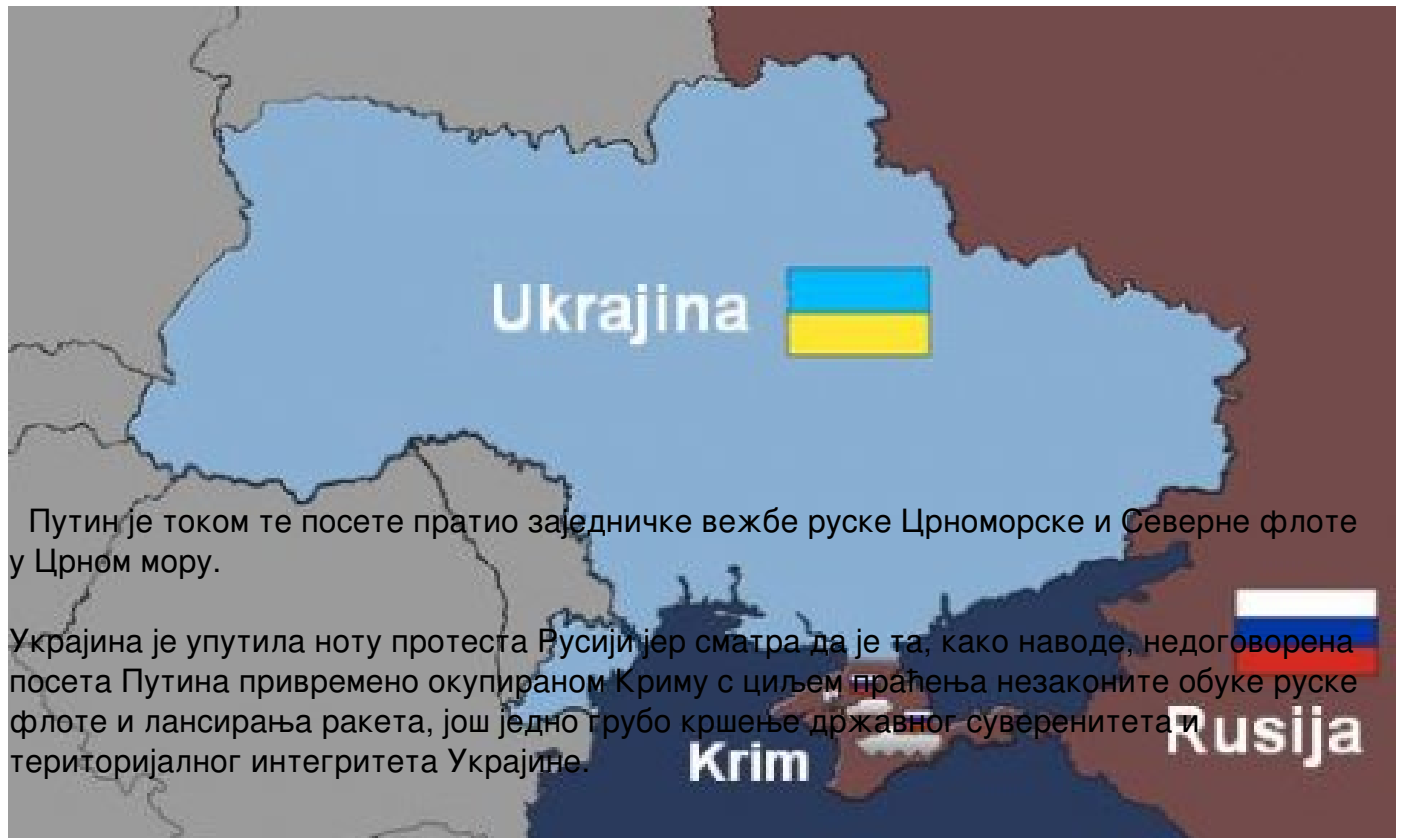 Ukrajina
Путин је током те посете пратио заједничке вежбе руске Црноморске и Северне флоте
у Црном мору.
Украјина је упутила ноту протеста Русији јер сматра да је та, како наводе, недоговорена
посета Путина привремено окупираном Криму с циљем праћења незаконите обуке руске
флоте и лансирања ракета, још једно грубо кршење државног суверенитета и
територијалног интегритета Украјине.
Krim
Rusija